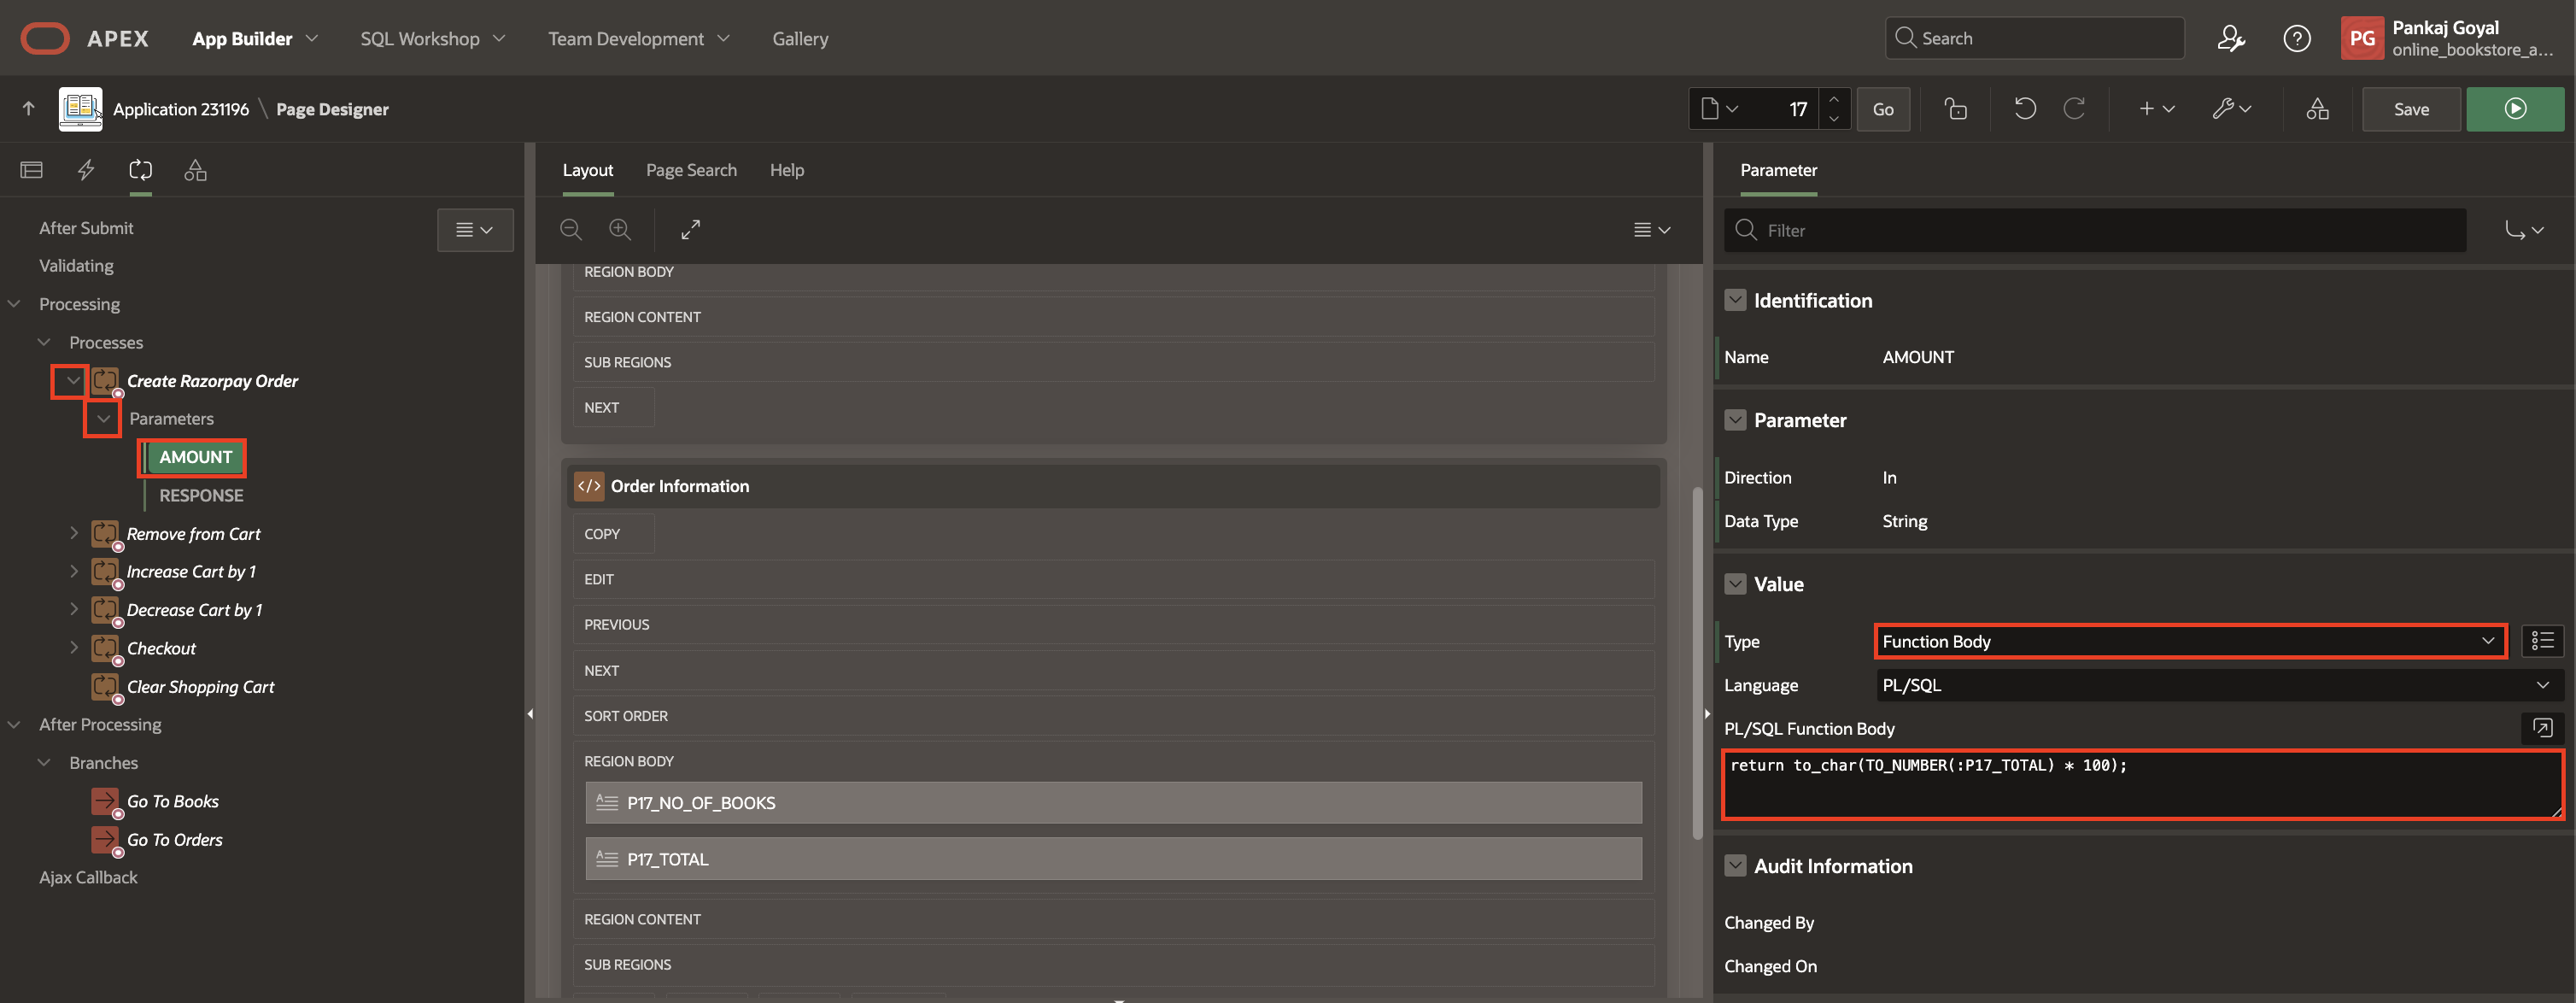 APEX App Builder SQL Workshop Team Development Gallery Search PG Pankaj Goyal
online_bookstore_a...
Application 231196 \ Page Designer 17 Go Save
Layout Page Search Help
Parameter
After Submit
Validating
Processing
Processes
Create Razorpay Order
Parameters
AMOUNT
RESPONSE
Remove from Cart
Increase Cart by 1
Decrease Cart by 1
Checkout
Clear Shopping Cart
After Processing
Branches
Go To Books
Go To Orders
Ajax Callback
REGION BODY
REGION CONTENT
SUB REGIONS
NEXT
</> Order Information
COPY
EDIT
PREVIOUS
NEXT
SORT ORDER
REGION BODY
P17_NO_OF_BOOKS
P17_TOTAL
REGION CONTENT
SUB REGIONS
Filter
Identification
Name AMOUNT
Parameter
Direction In
Data Type String
Value
Type Function Body
Language PL/SQL
PL/SQL Function Body
return to_char(TO_NUMBER(:P17_TOTAL) * 100);
Audit Information
Changed By
Changed On